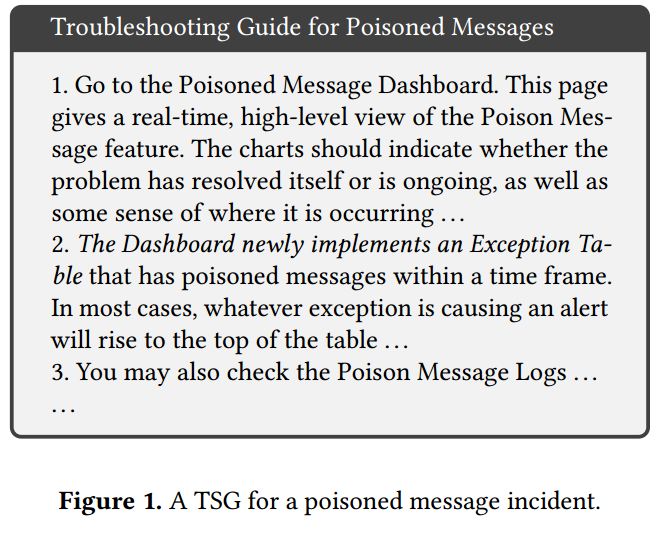 Troubleshooting Guide for Poisoned Messages
1. Go to the Poisoned Message Dashboard. This page
gives a real-time, high-level view of the Poison Mes-
sage feature. The charts should indicate whether the
problem has resolved itself or is ongoing, as well as
some sense of where it is occurring ...
2. The Dashboard newly implements an Exception Ta-
ble that has poisoned messages within a time frame.
In most cases, whatever exception is causing an alert
will rise to the top of the table ...
3. You may also check the Poison Message Logs ...
...
Figure 1. A TSG for a poisoned message incident.